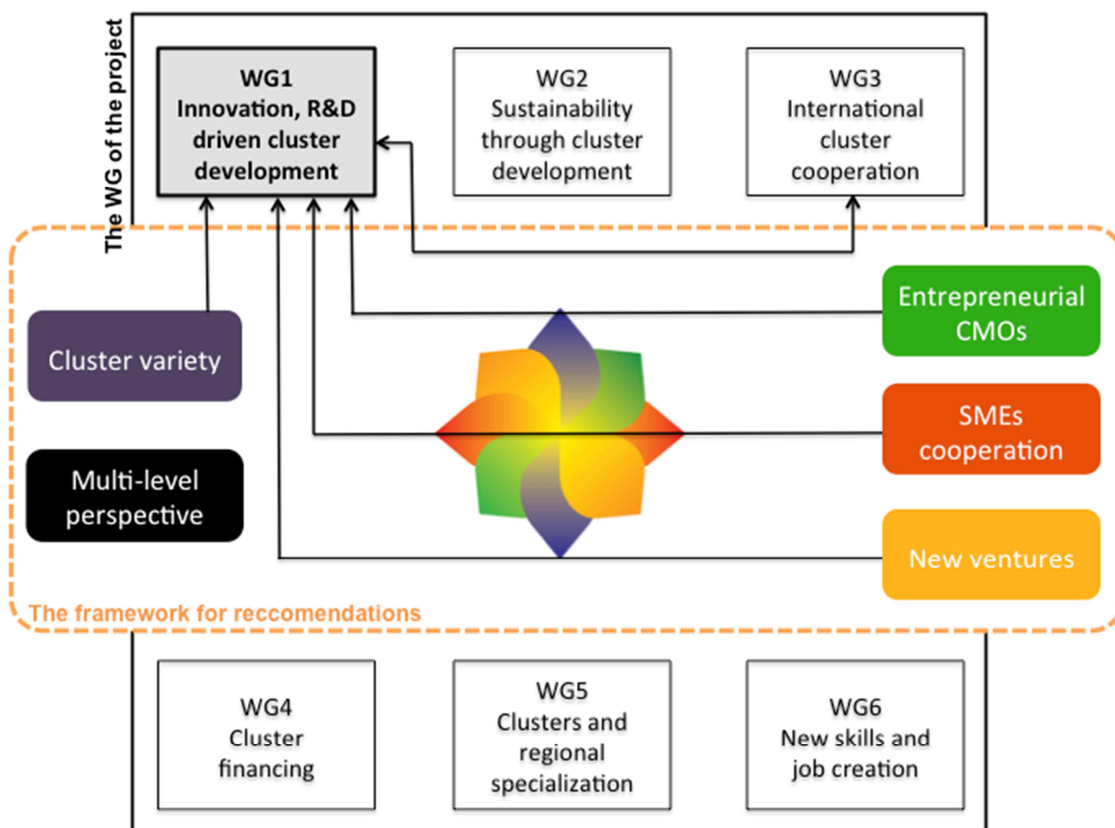 The WG of the project
WG1
Innovation, R&D
driven cluster
development
WG2
Sustainability
through cluster
development
WG3
International
cluster
cooperation
Cluster variety
Multi-level
perspective
Entrepreneurial
CMOs
SMEs
cooperation
New ventures
The framework for reccomendations
WG4
Cluster
financing
WG5
Clusters and
regional
specialization
WG6
New skills and
job creation